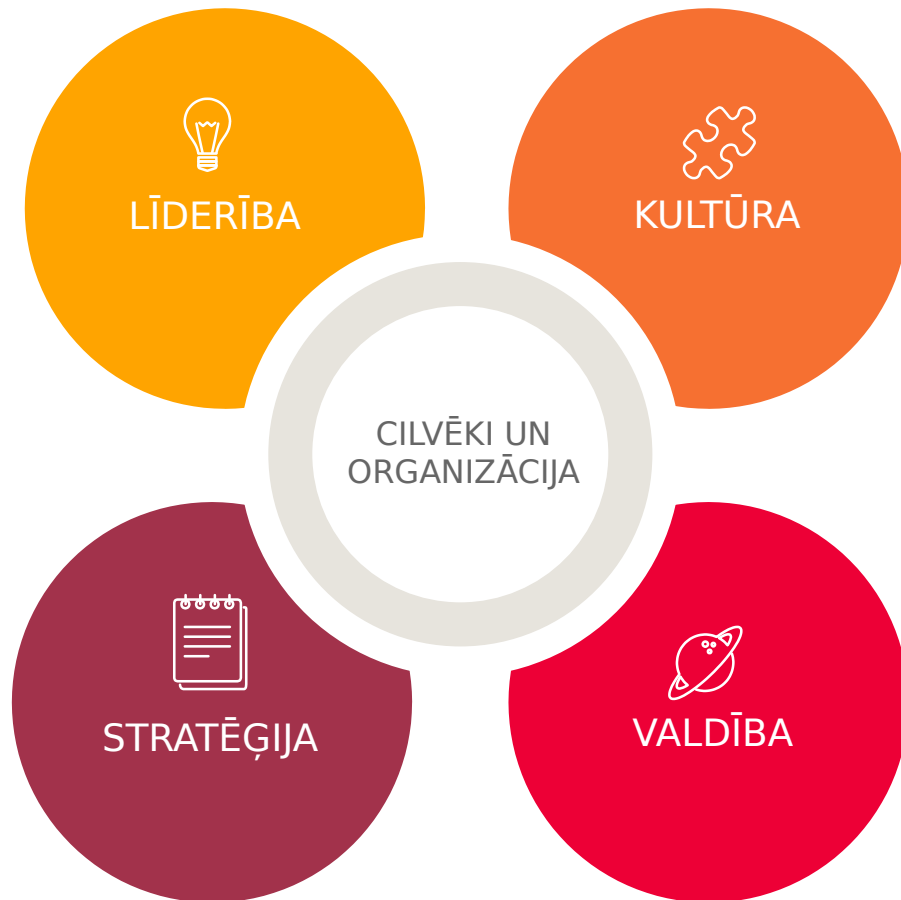 LĪDERĪBA
KULTŪRA
CILVĒKI UN
ORGANIZĀCIJA
STRATĒĢIJA
VALDĪBA